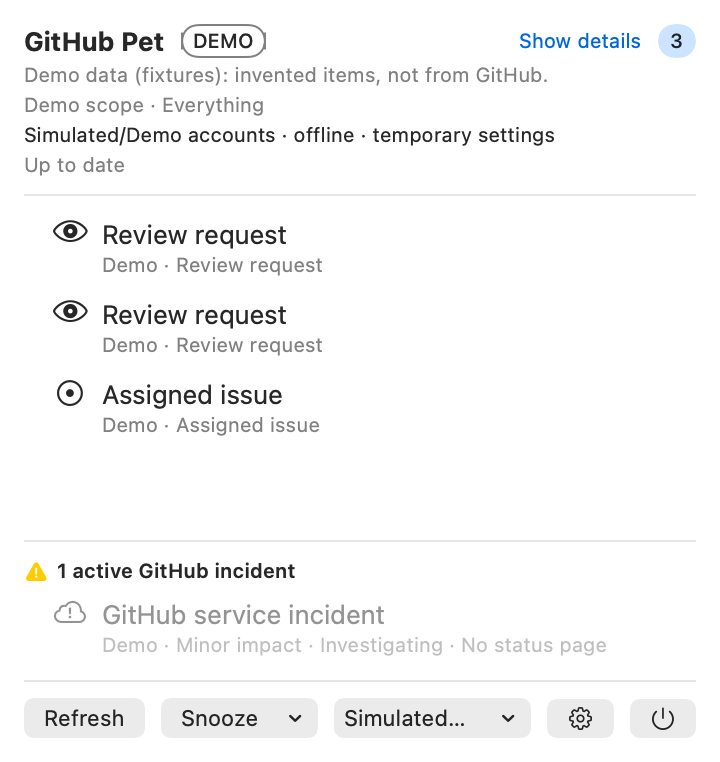 GitHub Pet DEMO Show details 3
Demo data (fixtures): invented items, not from GitHub.
Demo scope · Everything
Simulated/Demo accounts · offline · temporary settings
Up to date
Review request
Demo · Review request
Review request
Demo · Review request
Assigned issue
Demo · Assigned issue
1 active GitHub incident
GitHub service incident
Demo · Minor impact · Investigating · No status page
Refresh Snooze Simulated...